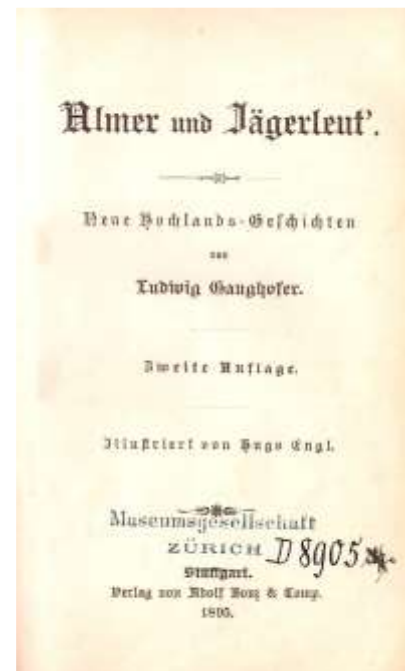 Almer und Jägerleut'.
Neue Hochlands-Geschichten
von
Ludwig Ganghofer.
Zweite Auflage.
Illustriert von Hugo Engl.
Museumsgesellschaft
ZÜRICH
D 8905
Stuttgart.
Verlag von Adolf Bonz & Comp.
1895.